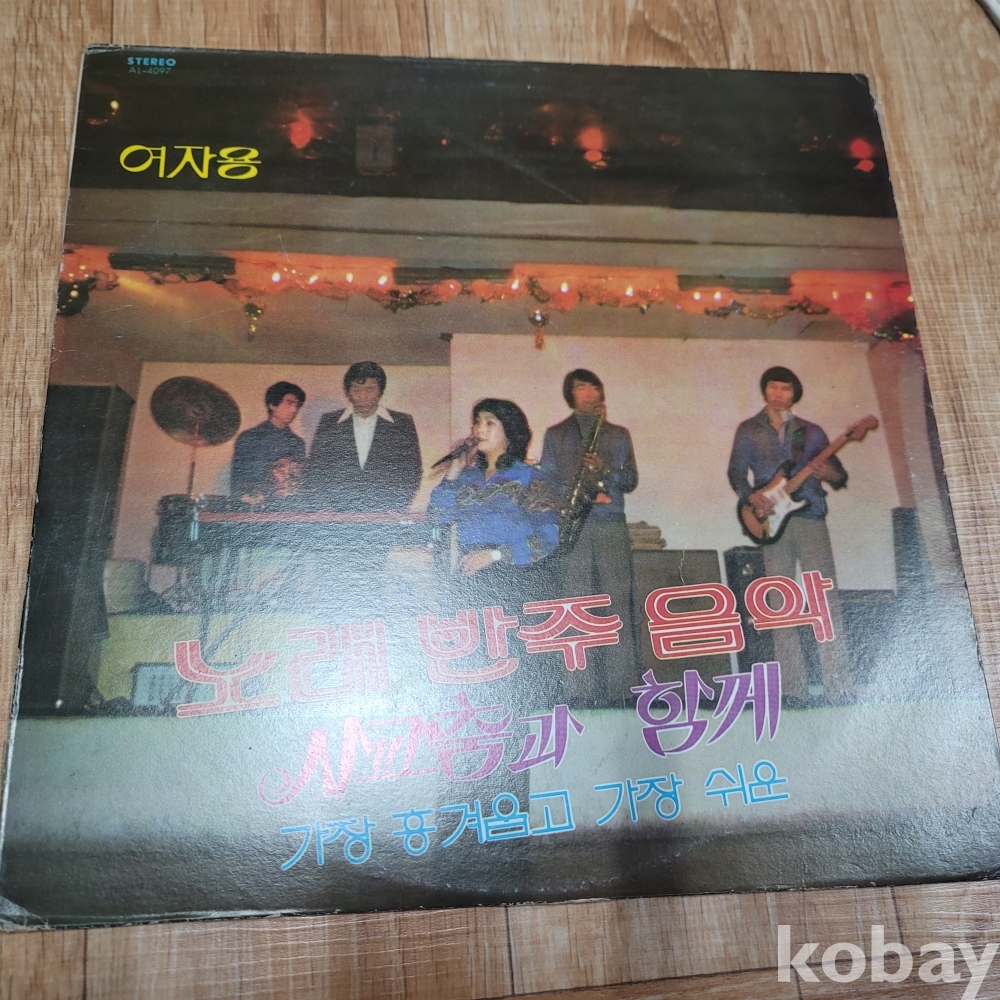 STEREO
AL-4097
여자용
노래 반주 음악
사교춤과 함께
가장 흥겨웁고 가장 쉬운
kobay